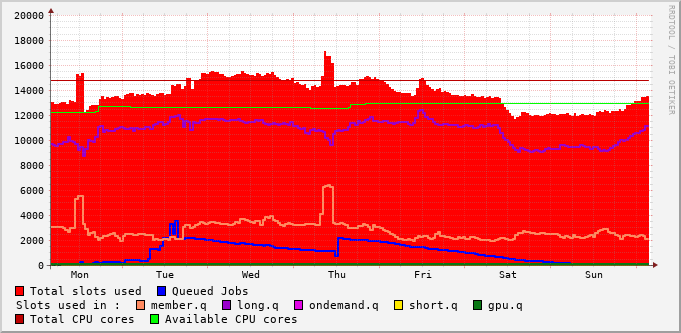 20000
18000
16000
14000
12000
10000
8000
6000
4000
2000
0
Mon Tue Wed Thu Fri Sat Sun
RRDTOOL / TOBI OETIKER
Total slots used Queued Jobs
Slots used in : member.q long.q ondemand.q short.q gpu.q
Total CPU cores Available CPU cores